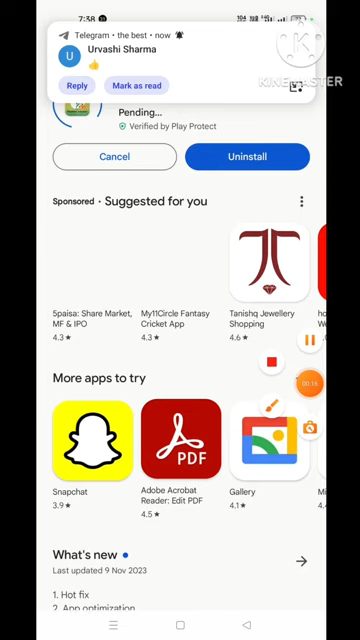 7:38
Telegram • the best • now
Urvashi Sharma
U
👍
Reply
Mark as read
KINEMASTER
Pending...
Verified by Play Protect
Cancel
Uninstall
Sponsored • Suggested for you
5paisa: Share Market, MF & IPO
4.3 ★
My11Circle Fantasy Cricket App
4.3 ★
Tanishq Jewellery Shopping
4.6 ★
00:16
More apps to try
PDF
Snapchat
3.9 ★
Adobe Acrobat Reader: Edit PDF
4.5 ★
Gallery
4.1 ★
What's new
Last updated 9 Nov 2023
1. Hot fix
2. App optimization